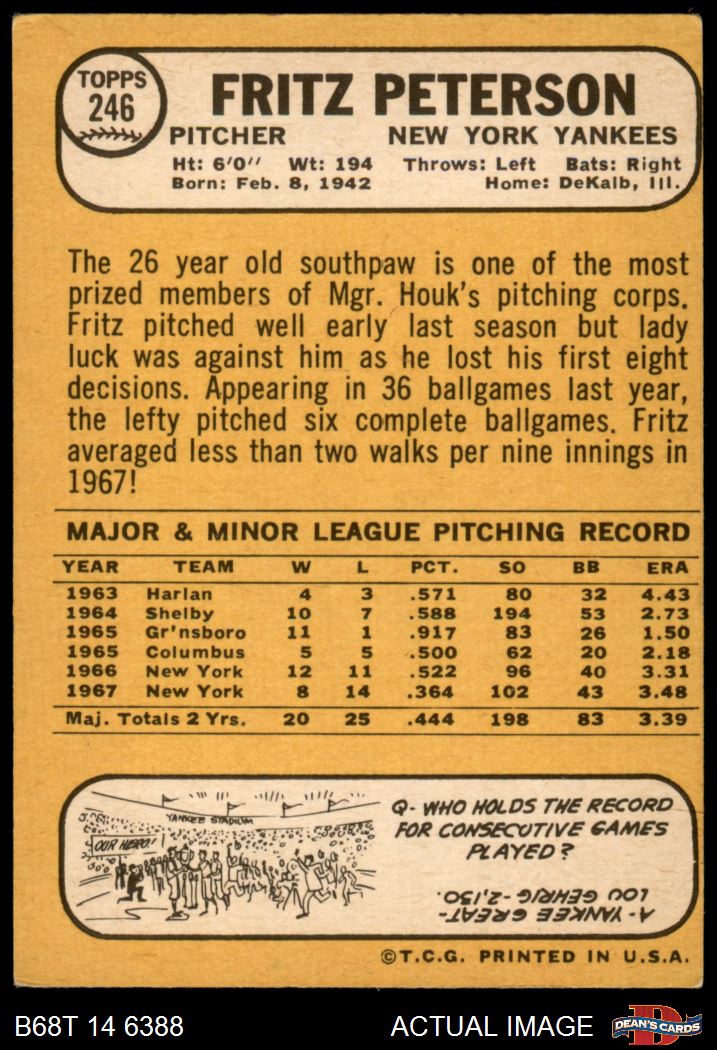 TOPPS
246
FRITZ PETERSON
PITCHER NEW YORK YANKEES
Ht: 6'0" Wt: 194 Throws: Left Bats: Right
Born: Feb. 8, 1942 Home: DeKalb, Ill.
The 26 year old southpaw is one of the most
prized members of Mgr. Houk's pitching corps.
Fritz pitched well early last season but lady
luck was against him as he lost his first eight
decisions. Appearing in 36 ballgames last year,
the lefty pitched six complete ballgames. Fritz
averaged less than two walks per nine innings in
1967!
MAJOR & MINOR LEAGUE PITCHING RECORD
YEAR TEAM W L PCT. SO BB ERA
1963 Harlan 4 3 .571 80 32 4.43
1964 Shelby 10 7 .588 194 53 2.73
1965 Gr'nsboro 11 1 .917 83 26 1.50
1965 Columbus 5 5 .500 62 20 2.18
1966 New York 12 11 .522 96 40 3.31
1967 New York 8 14 .364 102 43 3.48
Maj. Totals 2 Yrs. 20 25 .444 198 83 3.39
YANKEE STADIUM
OUR HERO!
Q- WHO HOLDS THE RECORD
FOR CONSECUTIVE GAMES
PLAYED?
A- YANKEE GREAT-
LOU GEHRIG-2,130.
©T.C.G. PRINTED IN U.S.A.
B68T 14 6388 ACTUAL IMAGE DEAN'S CARDS